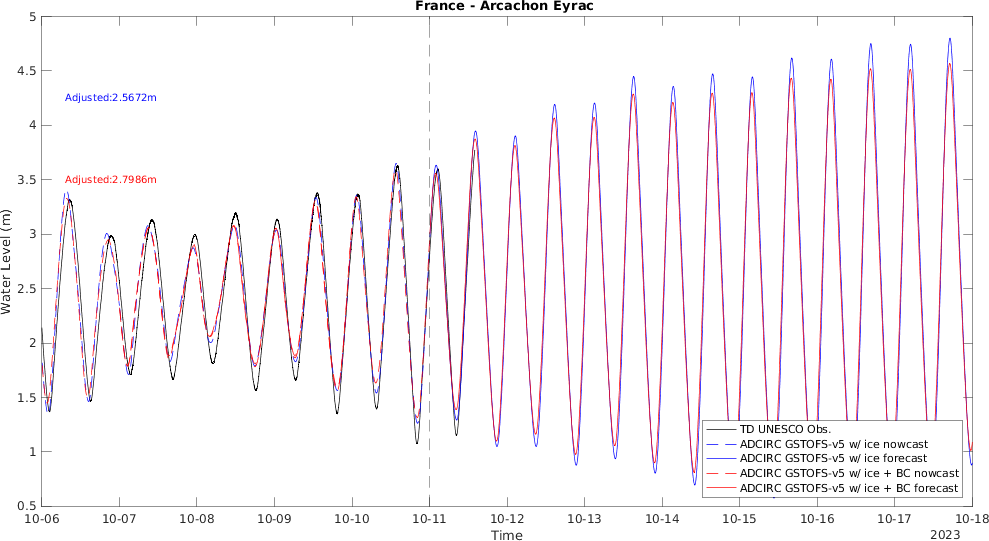 France - Arcachon Eyrac
5
4.5
4
3.5
3
2.5
2
1.5
1
0.5
Water Level (m)
Adjusted:2.5672m
Adjusted:2.7986m
TD UNESCO Obs.
ADCIRC GSTOFS-v5 w/ ice nowcast
ADCIRC GSTOFS-v5 w/ ice forecast
ADCIRC GSTOFS-v5 w/ ice + BC nowcast
ADCIRC GSTOFS-v5 w/ ice + BC forecast
10-06 10-07 10-08 10-09 10-10 10-11 10-12 10-13 10-14 10-15 10-16 10-17 10-18
Time
2023